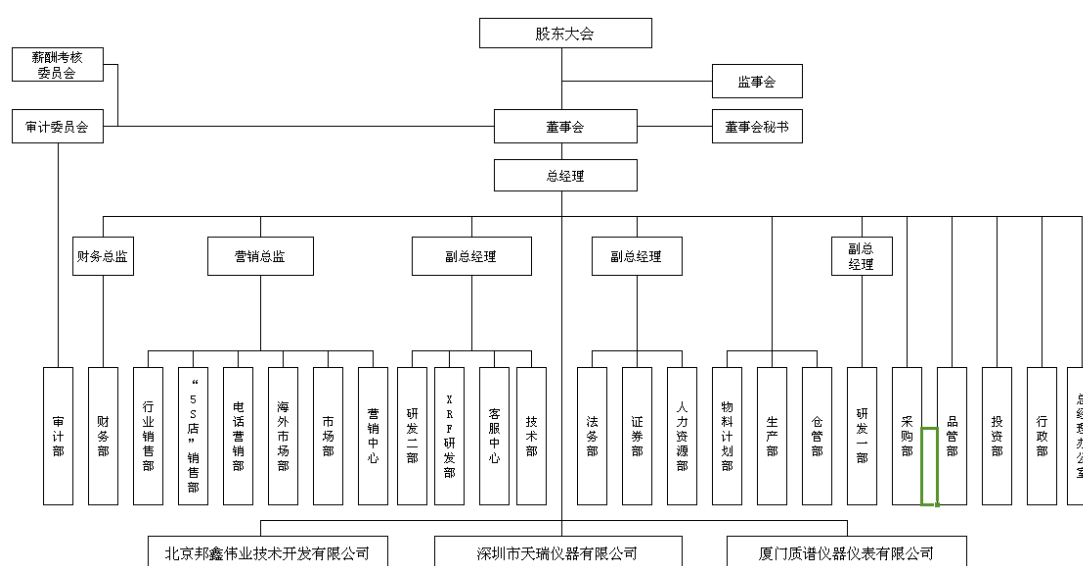 股东大会
薪酬考核
委员会
监事会
审计委员会
董事会
董事会秘书
总经理
财务总监
营销总监
副总经理
副总经理
副总
经理
审计部
财务部
行业销售部
“5S店”销售部
电话营销部
海外市场部
市场部
营销中心
研发二部
XRF研发部
客服中心
技术部
法务部
证券部
人力资源部
物料计划部
生产部
仓管部
研发一部
采购部
品管部
投资部
行政部
总经理办公室
北京邦鑫伟业技术开发有限公司
深圳市天瑞仪器有限公司
厦门质谱仪器仪表有限公司